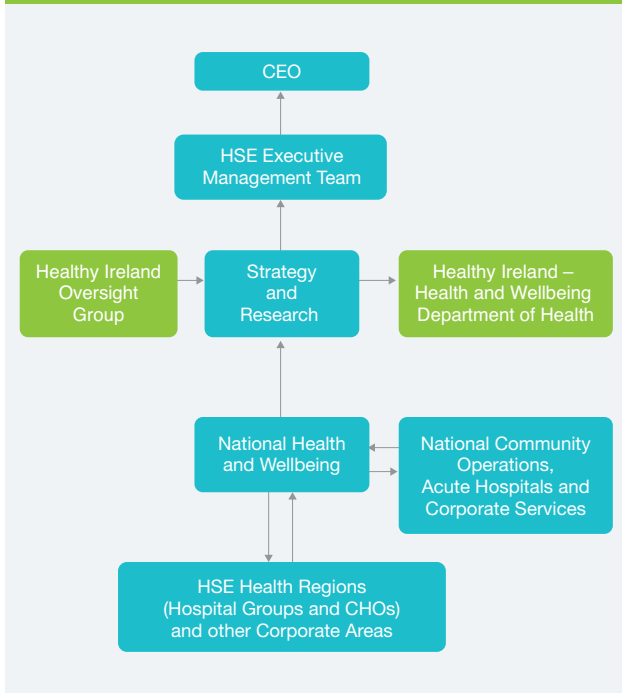 CEO
HSE Executive
Management Team
Healthy Ireland
Oversight
Group
Strategy
and
Research
Healthy Ireland –
Health and Wellbeing
Department of Health
National Health
and Wellbeing
National Community
Operations,
Acute Hospitals and
Corporate Services
HSE Health Regions
(Hospital Groups and CHOs)
and other Corporate Areas